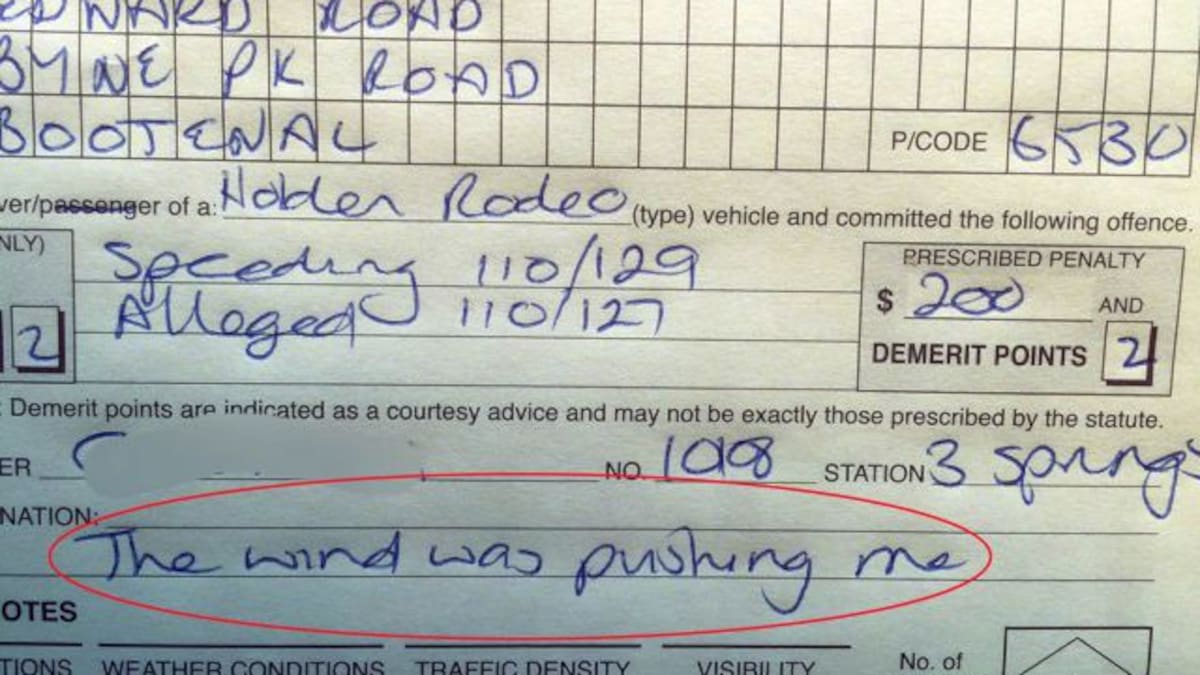 EDWARD ROAD
BYNE PK ROAD
BOOTENAL P/CODE 6530
ver/passenger of a: Holden Rodeo (type) vehicle and committed the following offence.
NLY) Speeding 110/129 PRESCRIBED PENALTY
Alleged 110/127 $ 200 AND
2 DEMERIT POINTS 2
: Demerit points are indicated as a courtesy advice and may not be exactly those prescribed by the statute.
ER NO. STATION 3 Springs
NATION:
The wind was pushing me
OTES
TIONS WEATHER CONDITIONS TRAFFIC DENSITY VISIBILITY No. of